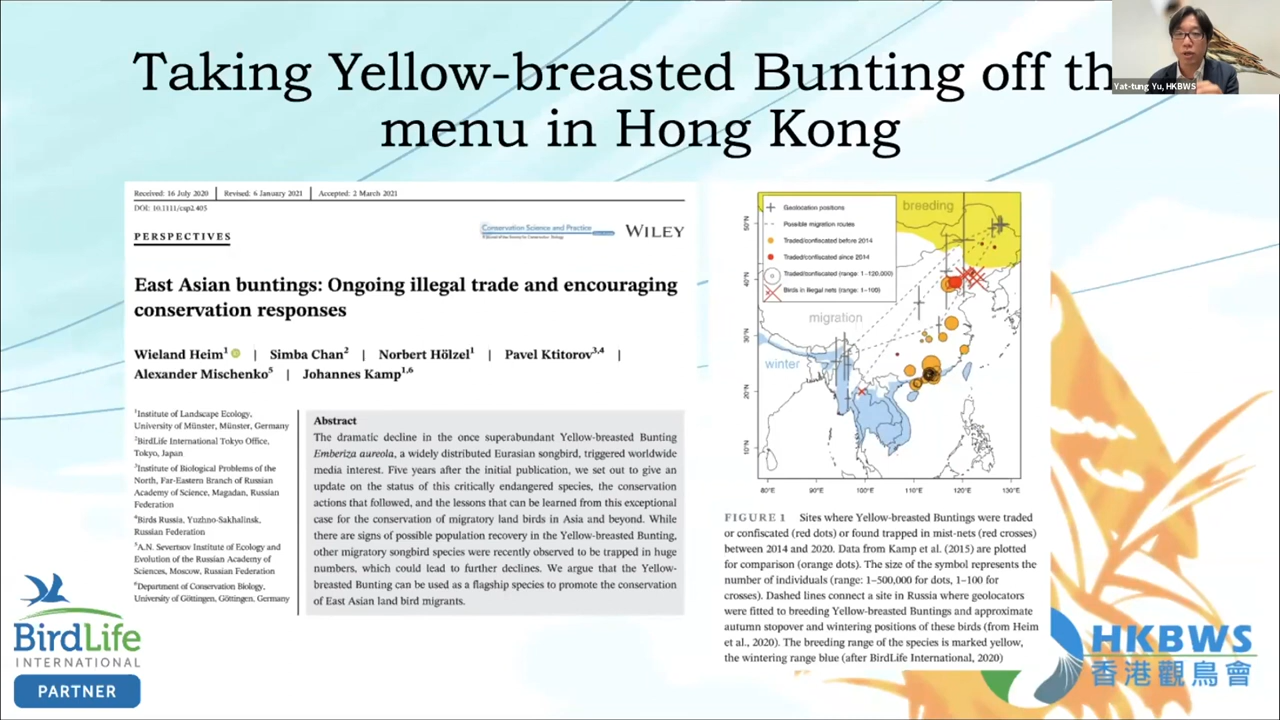 Taking Yellow-breasted Bunting off th
menu in Hong Kong
Yat-tung Yu, HKBWS
Received: 16 July 2020 | Revised: 6 January 2021 | Accepted: 2 March 2021
DOI: 10.1111/csp2.405
PERSPECTIVES
Conservation Science and Practice
WILEY
East Asian buntings: Ongoing illegal trade and encouraging
conservation responses
Wieland Heim1 | Simba Chan2 | Norbert Hölzel1 | Pavel Ktitorov3,4 |
Alexander Mischenko5 | Johannes Kamp1,6
1Institute of Landscape Ecology,
University of Münster, Münster, Germany
2BirdLife International Tokyo Office,
Tokyo, Japan
3Institute of Biological Problems of the
North, Far-Eastern Branch of Russian
Academy of Science, Magadan, Russian
Federation
4Birds Russia, Yuzhno-Sakhalinsk,
Russian Federation
5A.N. Severtsov Institute of Ecology and
Evolution of the Russian Academy of
Sciences, Moscow, Russian Federation
6Department of Conservation Biology,
University of Göttingen, Göttingen, Germany
Abstract
The dramatic decline in the once superabundant Yellow-breasted Bunting
Emberiza aureola, a widely distributed Eurasian songbird, triggered worldwide
media interest. Five years after the initial publication, we set out to give an
update on the status of this critically endangered species, the conservation
actions that followed, and the lessons that can be learned from this exceptional
case for the conservation of migratory land birds in Asia and beyond. While
there are signs of possible population recovery in the Yellow-breasted Bunting,
other migratory songbird species were recently observed to be trapped in huge
numbers, which could lead to further declines. We argue that the Yellow-
breasted Bunting can be used as a flagship species to promote the conservation
of East Asian land bird migrants.
Geolocation positions
Possible migration routes
Traded/confiscated before 2014
Traded/confiscated since 2014
Traded/confiscated (range: 1-120,000)
Birds in illegal nets (range: 1-100)
breeding
migration
winter
50°N
40°N
30°N
20°N
10°N
80°E 90°E 100°E 110°E 120°E 130°E
FIGURE 1 Sites where Yellow-breasted Buntings were traded
or confiscated (red dots) or found trapped in mist-nets (red crosses)
between 2014 and 2020. Data from Kamp et al. (2015) are plotted
for comparison (orange dots). The size of the symbol represents the
number of individuals (range: 1–500,000 for dots, 1–100 for
crosses). Dashed lines connect a site in Russia where geolocators
were fitted to breeding Yellow-breasted Buntings and approximate
autumn stopover and wintering positions of these birds (from Heim
et al., 2020). The breeding range of the species is marked yellow,
the wintering range blue (after BirdLife International, 2020)
BirdLife
INTERNATIONAL
PARTNER
HKBWS
香港觀鳥會